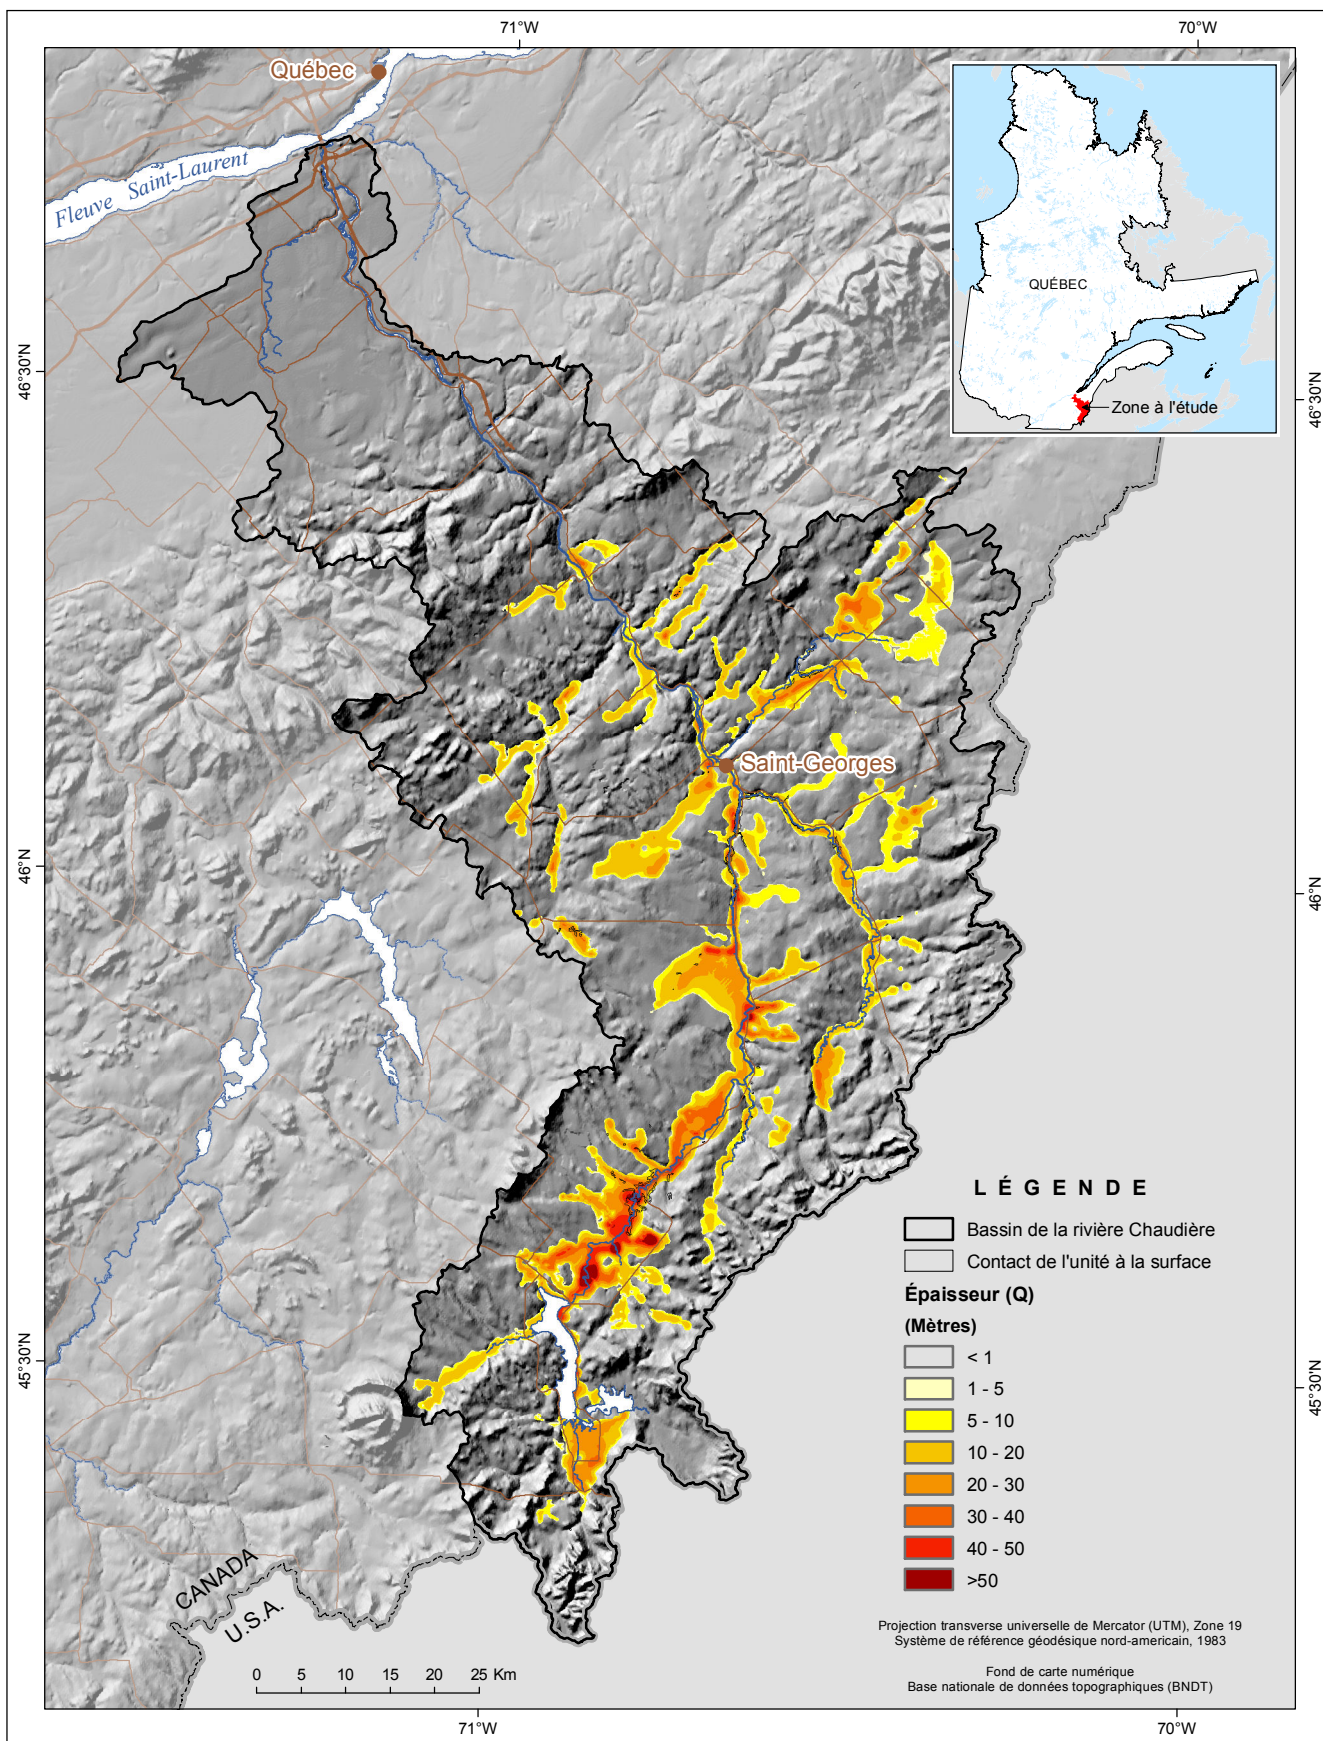 71°W
70°W
Québec
Fleuve Saint-Laurent
QUÉBEC
Zone à l'étude
46°30'N
46°30'N
Saint-Georges
46°N
46°N
LÉGENDE
Bassin de la rivière Chaudière
Contact de l'unité à la surface
Épaisseur (Q)
(Mètres)
< 1
1 - 5
5 - 10
10 - 20
20 - 30
30 - 40
40 - 50
>50
45°30'N
45°30'N
CANADA
U.S.A.
Projection transverse universelle de Mercator (UTM), Zone 19
Système de référence géodésique nord-americain, 1983
Fond de carte numérique
Base nationale de données topographiques (BNDT)
0 5 10 15 20 25 Km
71°W
70°W